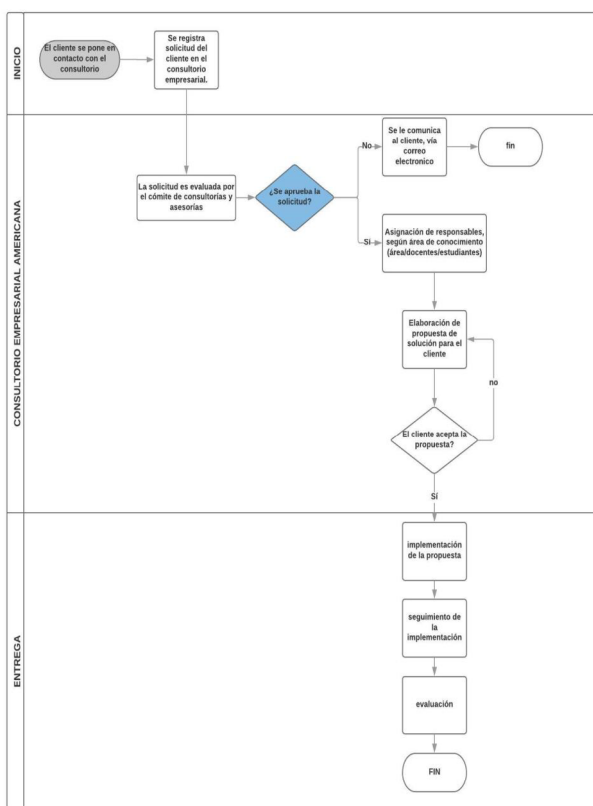 INICIO
El cliente se pone en
contacto con el
consultorio
Se registra
solicitud del
cliente en el
consultorio
empresarial.
CONSULTORIO EMPRESARIAL AMERICANA
La solicitud es evaluada por
el cómite de consultorías y
asesorías
¿Se aprueba la
solicitud?
No
Se le comunica
al cliente, vía
correo
electronico
fin
Si
Asignación de responsables,
según área de conocimiento
(área/docentes/estudiantes)
Elaboración de
propuesta de
solución para el
cliente
no
El cliente acepta la
propuesta?
Sí
ENTREGA
implementación
de la propuesta
seguimiento de
la
implementación
evaluación
FIN